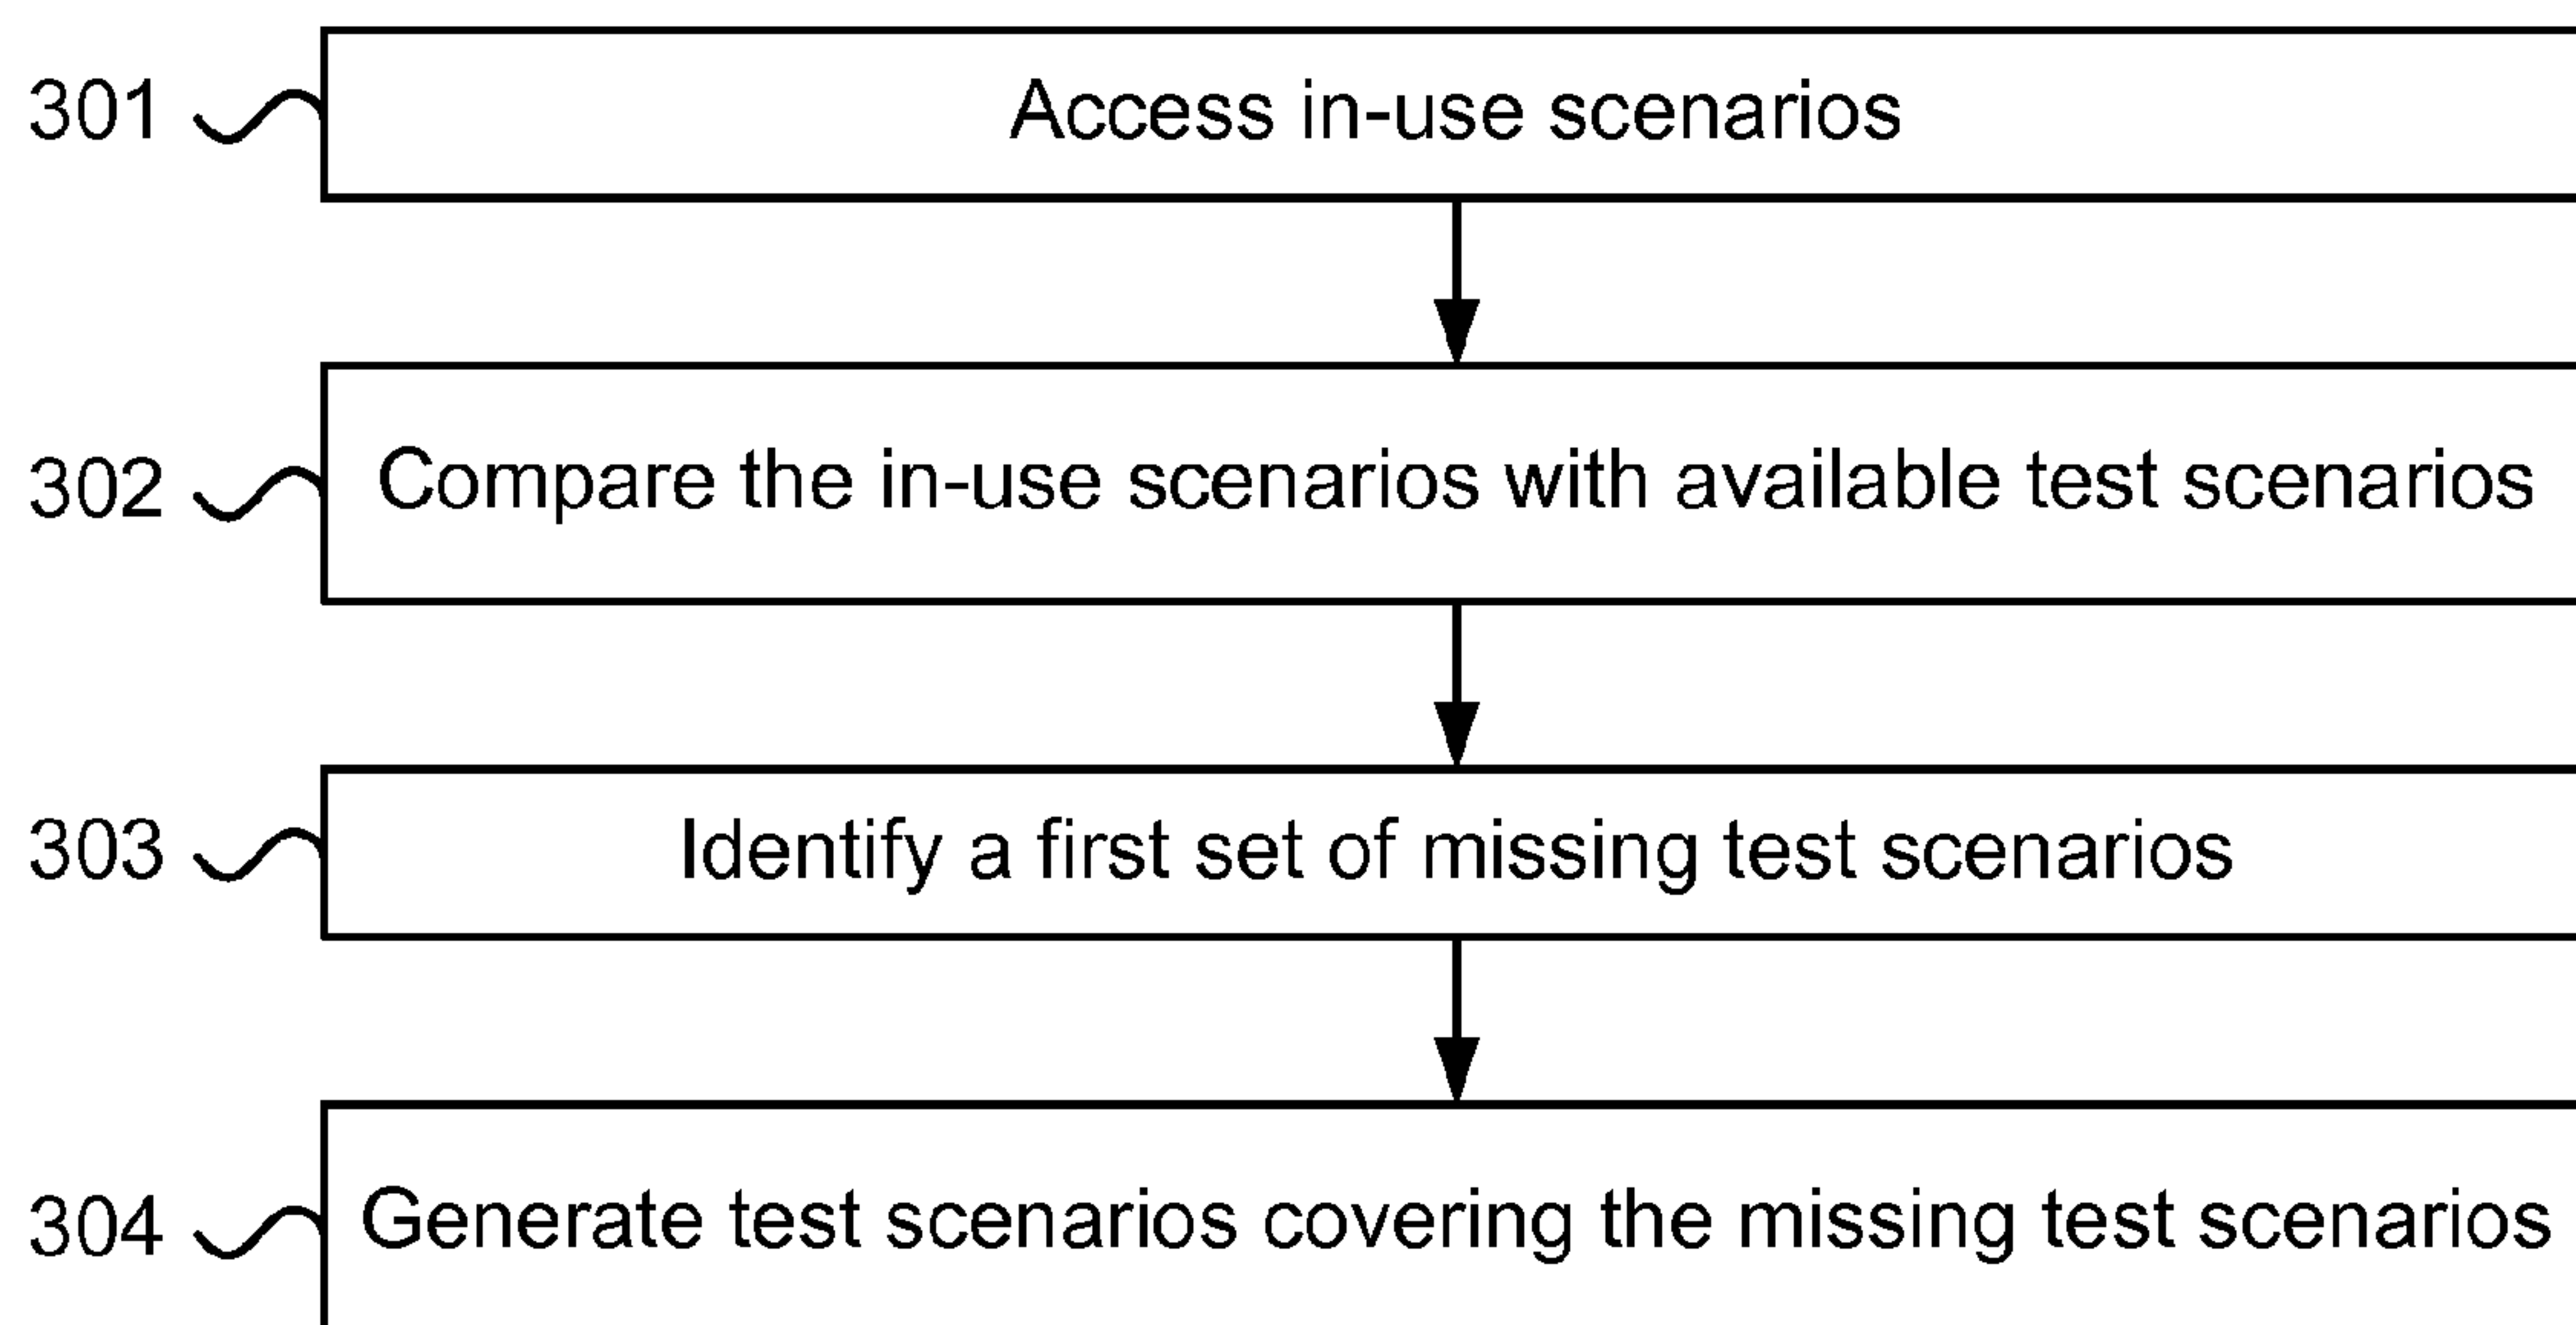 301 Access in-use scenarios
302 Compare the in-use scenarios with available test scenarios
303 Identify a first set of missing test scenarios
304 Generate test scenarios covering the missing test scenarios